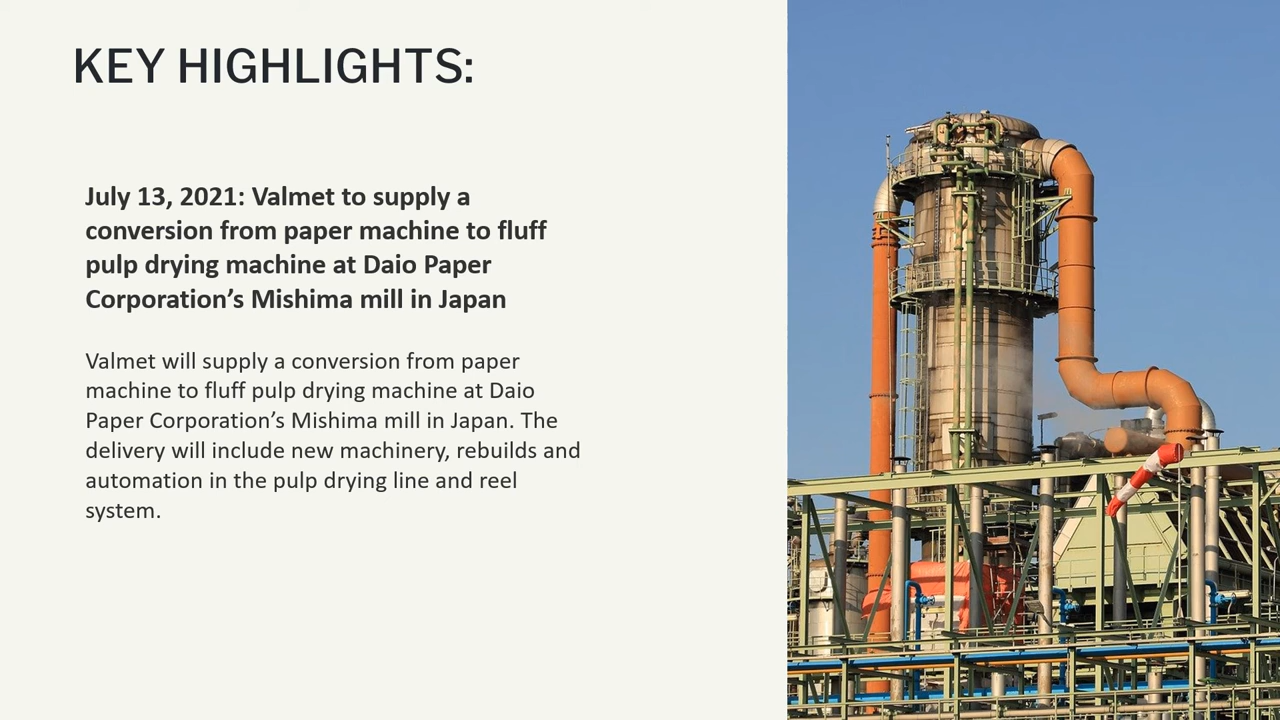 KEY HIGHLIGHTS:
July 13, 2021: Valmet to supply a
conversion from paper machine to fluff
pulp drying machine at Daio Paper
Corporation’s Mishima mill in Japan
Valmet will supply a conversion from paper
machine to fluff pulp drying machine at Daio
Paper Corporation’s Mishima mill in Japan. The
delivery will include new machinery, rebuilds and
automation in the pulp drying line and reel
system.